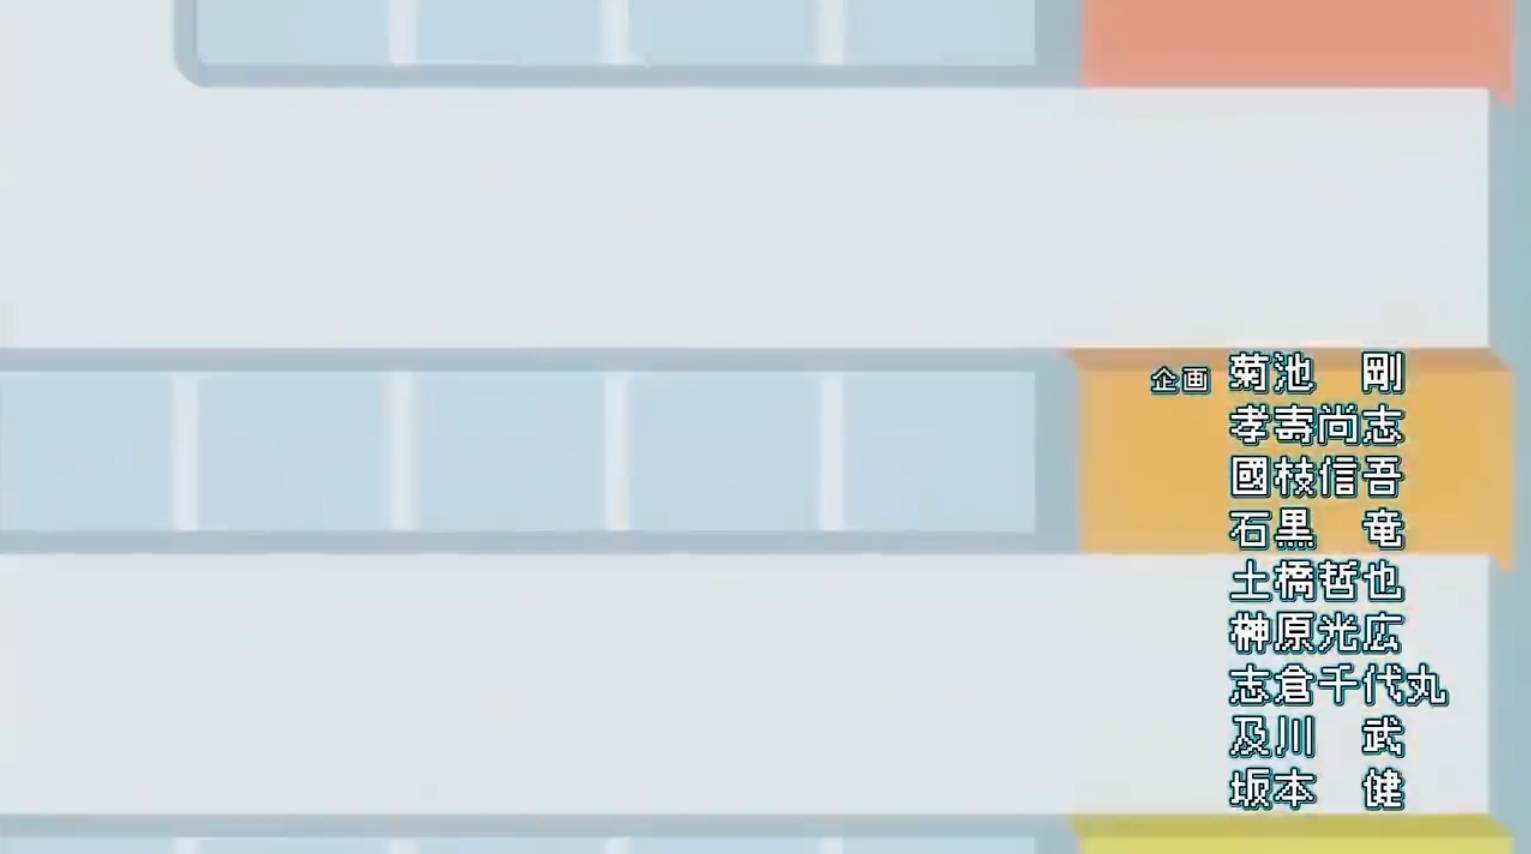 企画 菊池　剛
孝壽尚志
國枝信吾
石黒　竜
土橋哲也
榊原光広
志倉千代丸
及川　武
坂本　健